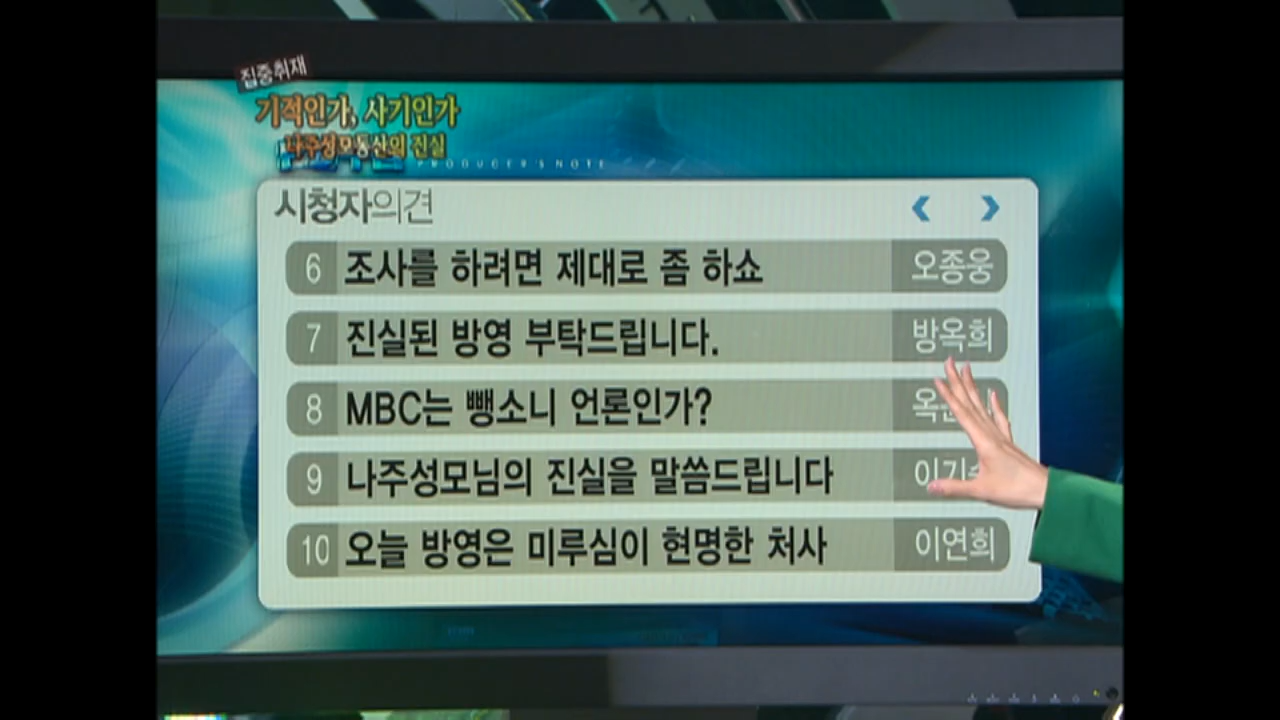 집중취재
기적인가, 사기인가
나주성모동산의 진실
PRODUCER'S NOTE
시청자의견
6 조사를 하려면 제대로 좀 하쇼 오종웅
7 진실된 방영 부탁드립니다. 방옥희
8 MBC는 뺑소니 언론인가?
9 나주성모님의 진실을 말씀드립니다
10 오늘 방영은 미루심이 현명한 처사 이연희